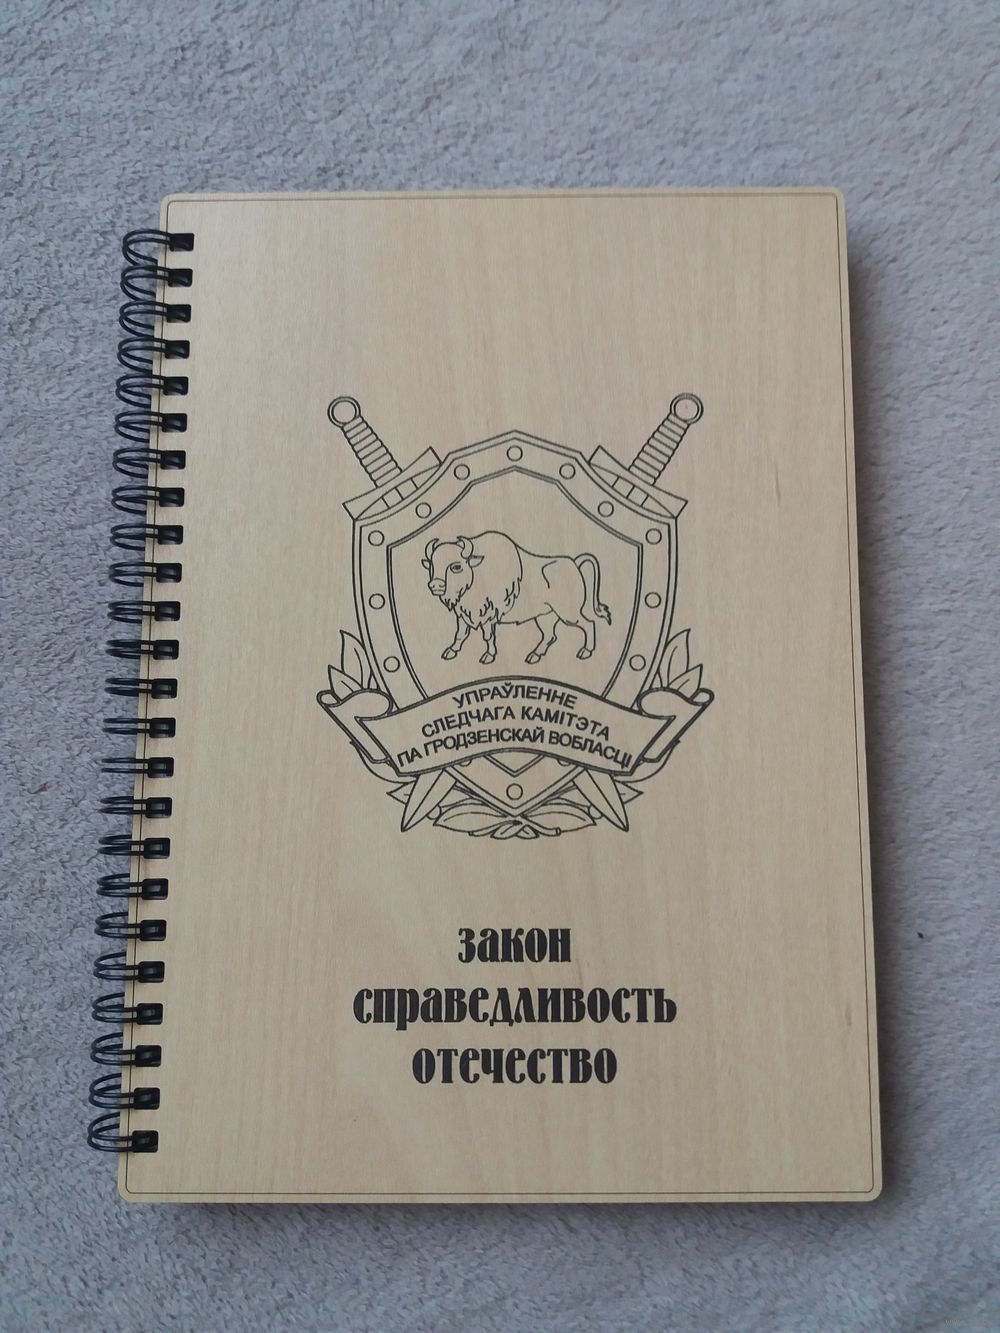 УПРАЎЛЕННЕ
СЛЕДЧАГА КАМІТЭТА
ПА ГРОДЗЕНСКАЙ ВОБЛАСЦІ
закон
справедливость
отечество